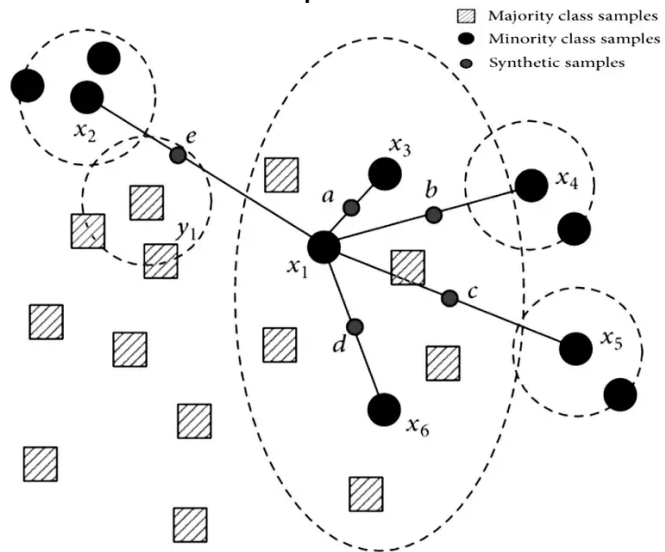 Majority class samples
Minority class samples
Synthetic samples
x₂
e
x₃
a
b
x₄
y₁
x₁
c
d
x₅
x₆